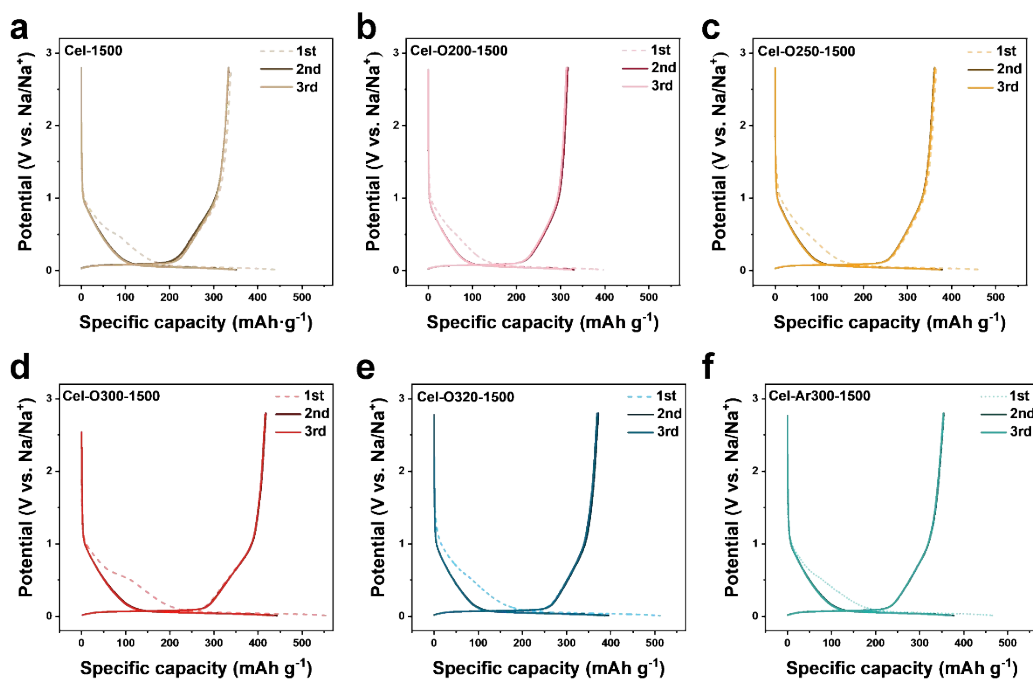 a
Cel-1500
1st
2nd
3rd
3
2
1
0
Potential (V vs. Na/Na⁺)
0 100 200 300 400 500
Specific capacity (mAh·g⁻¹)
b
Cel-O200-1500
1st
2nd
3rd
3
2
1
0
Potential (V vs. Na/Na⁺)
0 100 200 300 400 500
Specific capacity (mAh g⁻¹)
c
Cel-O250-1500
1st
2nd
3rd
3
2
1
0
Potential (V vs. Na/Na⁺)
0 100 200 300 400 500
Specific capacity (mAh g⁻¹)
d
Cel-O300-1500
1st
2nd
3rd
3
2
1
0
Potential (V vs. Na/Na⁺)
0 100 200 300 400 500
Specific capacity (mAh g⁻¹)
e
Cel-O320-1500
1st
2nd
3rd
3
2
1
0
Potential (V vs. Na/Na⁺)
0 100 200 300 400 500
Specific capacity (mAh g⁻¹)
f
Cel-Ar300-1500
1st
2nd
3rd
3
2
1
0
Potential (V vs. Na/Na⁺)
0 100 200 300 400 500
Specific capacity (mAh g⁻¹)